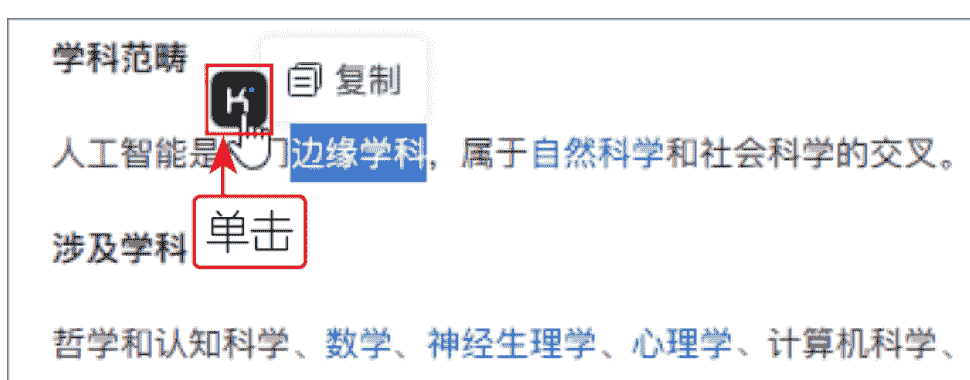 学科范畴
K
复制
人工智能是 门边缘学科，属于自然科学和社会科学的交叉。
单击
涉及学科
哲学和认知科学、数学、神经生理学、心理学、计算机科学、